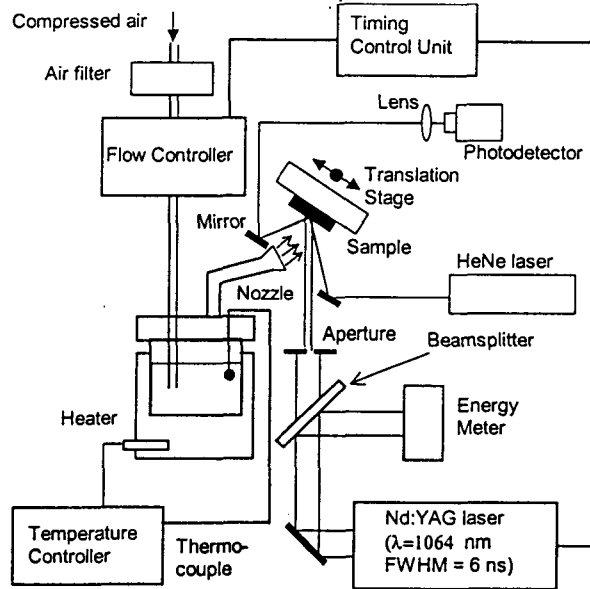 Compressed air
Timing
Control Unit
Air filter
Lens
Flow Controller
Photodetector
Translation
Stage
Mirror
Sample
HeNe laser
Nozzle
Aperture
Beamsplitter
Heater
Energy
Meter
Temperature
Controller
Thermo-
couple
Nd:YAG laser
(λ=1064 nm
FWHM = 6 ns)